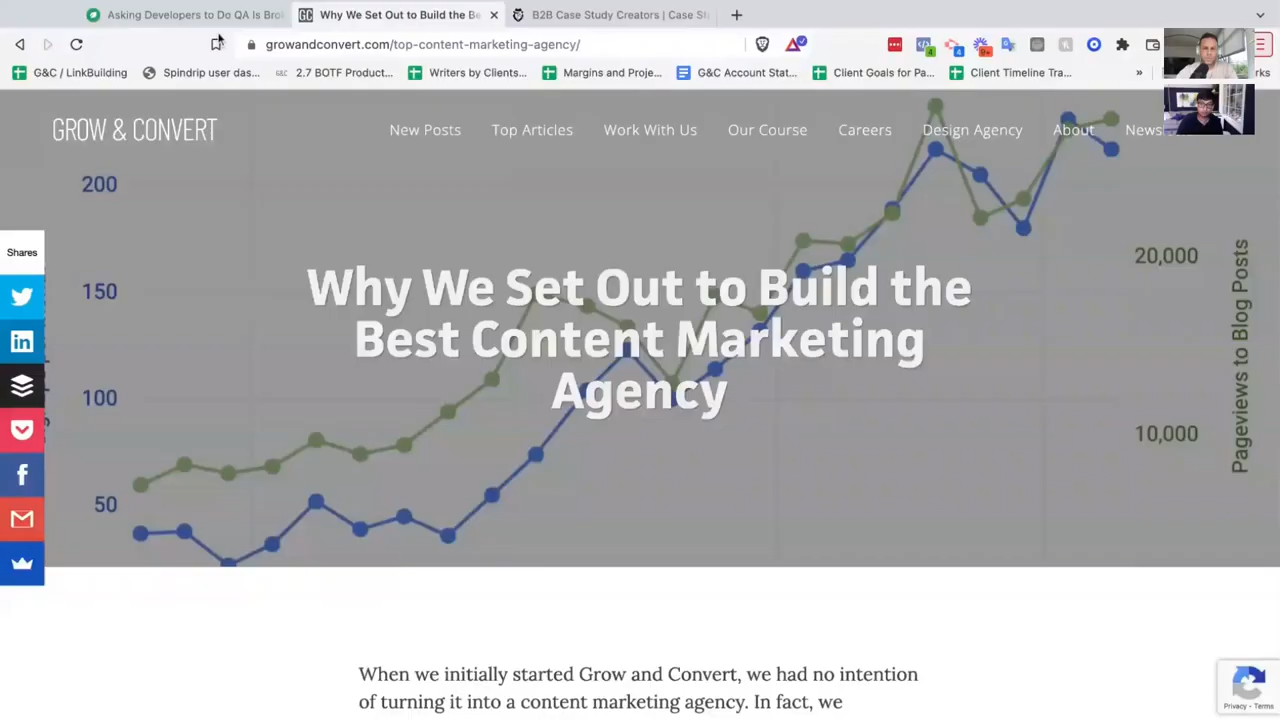 Asking Developers to Do QA Is Bro
Why We Set Out to Build the Be
B2B Case Study Creators | Case St
growandconvert.com/top-content-marketing-agency/
4
4
9+
G&C / LinkBuilding
Spindrip user das...
2.7 BOTF Product...
Writers by Clients...
Margins and Proje...
G&C Account Stat...
Client Goals for Pa...
Client Timeline Tra...
»
rks
GROW & CONVERT
New Posts
Top Articles
Work With Us
Our Course
Careers
Design Agency
About
News
200
150
100
50
20,000
10,000
Pageviews to Blog Posts
Shares
Why We Set Out to Build the
Best Content Marketing
Agency
When we initially started Grow and Convert, we had no intention
of turning it into a content marketing agency. In fact, we
Privacy - Terms